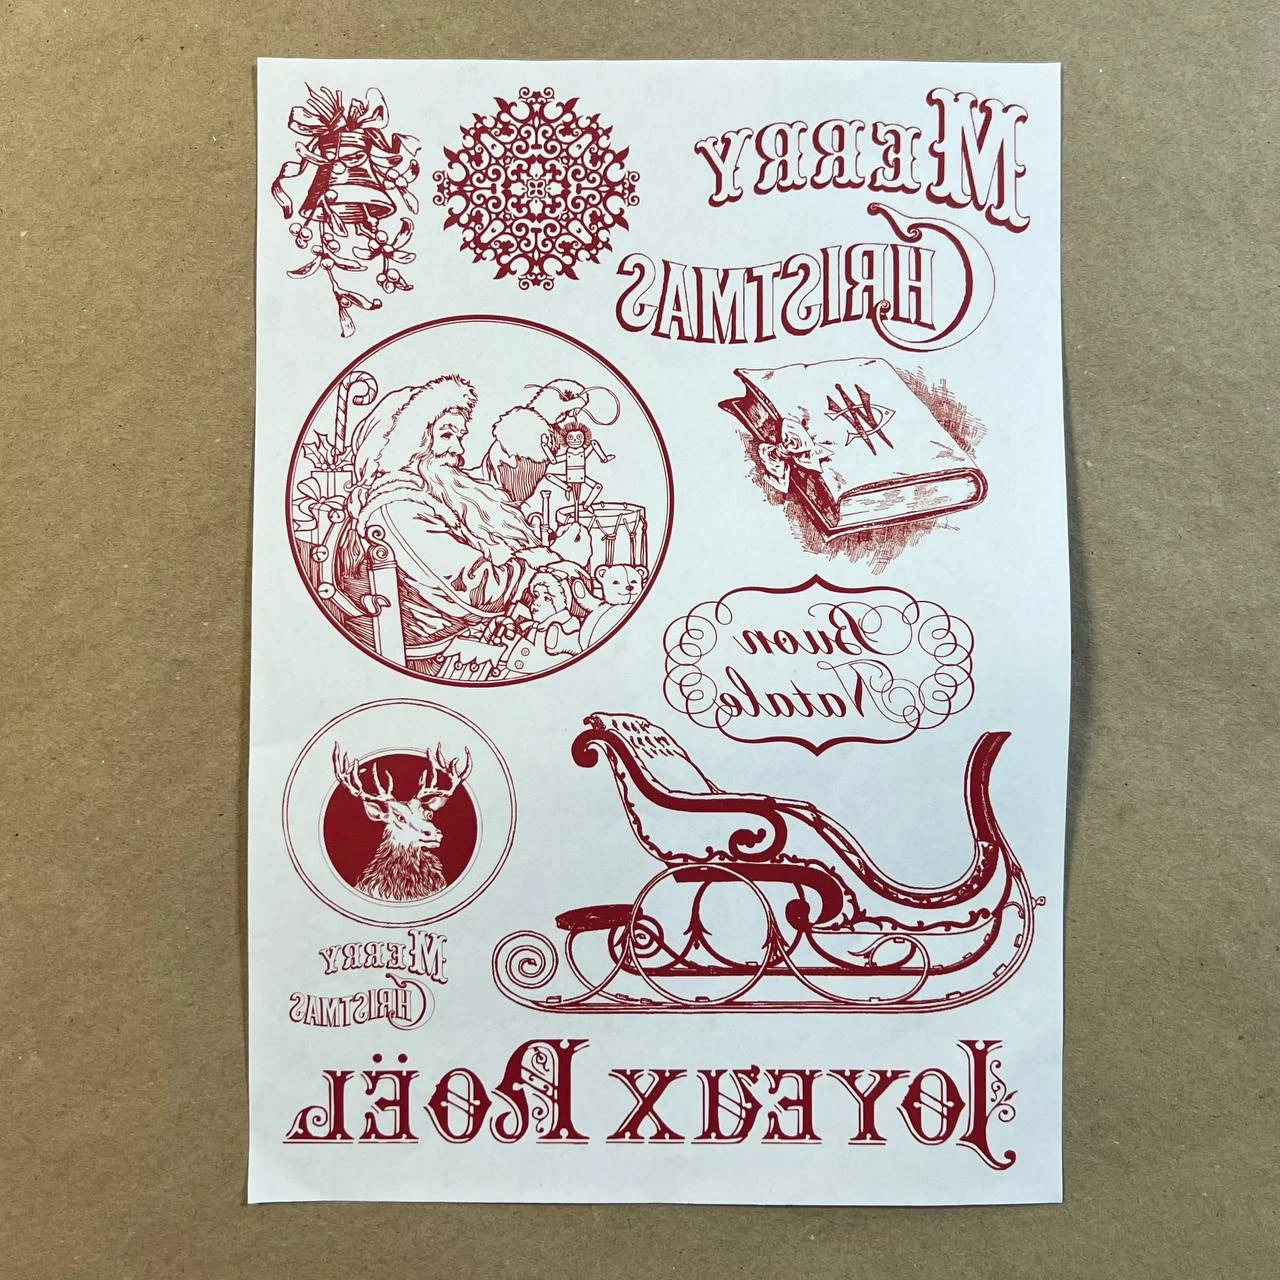 MERRY
CHRISTMAS
Buon
Natale
MERRY
CHRISTMAS
JOYEUX NOËL